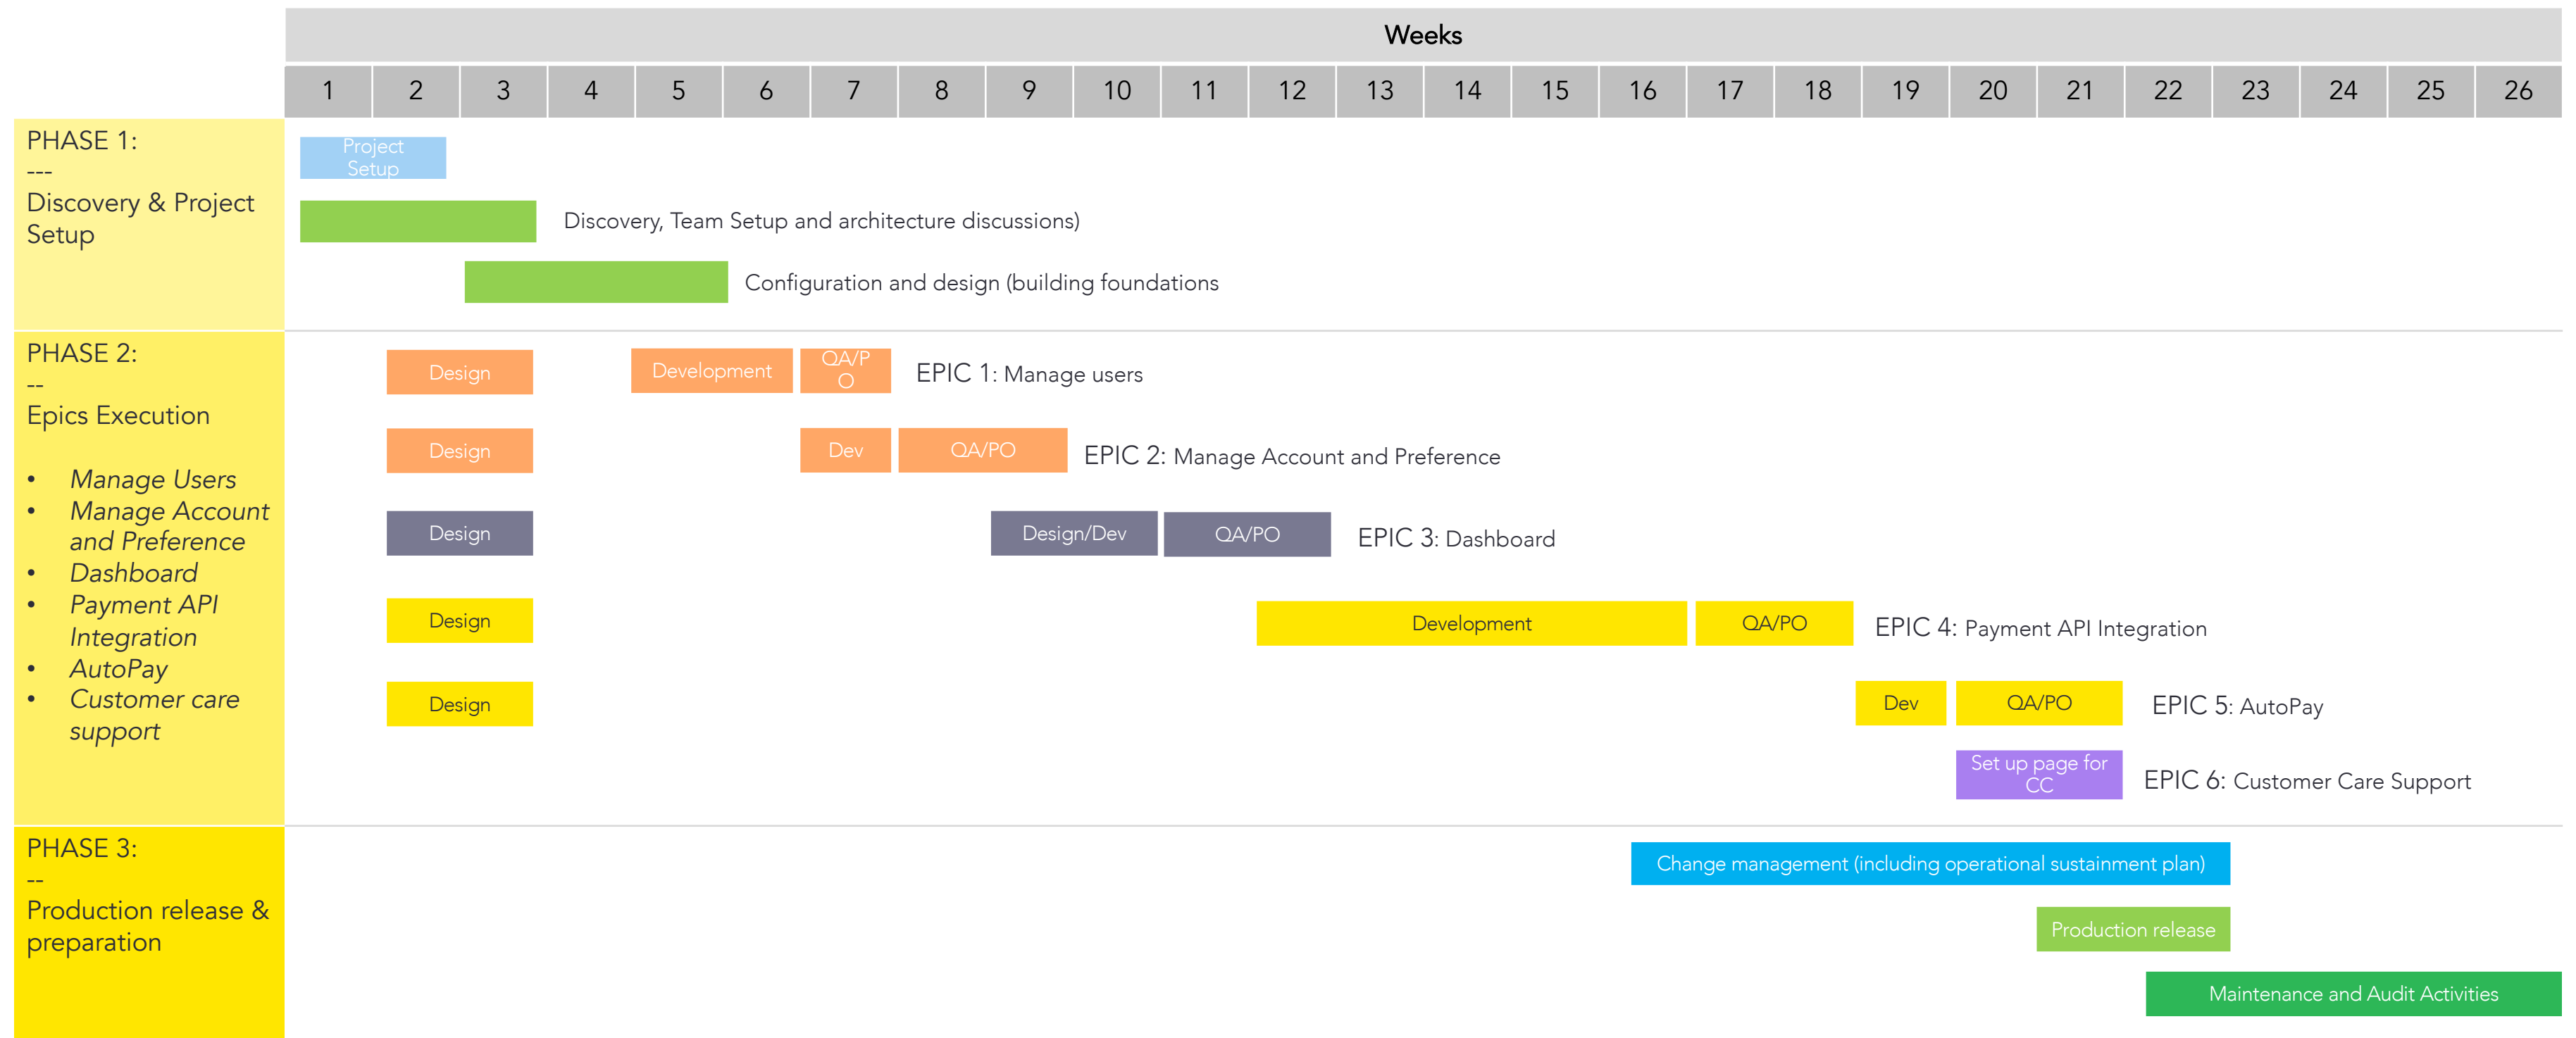 Weeks
1 2 3 4 5 6 7 8 9 10 11 12 13 14 15 16 17 18 19 20 21 22 23 24 25 26
PHASE 1:
---
Discovery & Project
Setup
Project
Setup
Discovery, Team Setup and architecture discussions)
Configuration and design (building foundations
PHASE 2:
--
Epics Execution
• Manage Users
• Manage Account
and Preference
• Dashboard
• Payment API
Integration
• AutoPay
• Customer care
support
Design
Development
QA/P
O
EPIC 1: Manage users
Design
Dev
QA/PO
EPIC 2: Manage Account and Preference
Design
Design/Dev
QA/PO
EPIC 3: Dashboard
Design
Development
QA/PO
EPIC 4: Payment API Integration
Design
Dev
QA/PO
EPIC 5: AutoPay
Set up page for
CC
EPIC 6: Customer Care Support
PHASE 3:
--
Production release &
preparation
Change management (including operational sustainment plan)
Production release
Maintenance and Audit Activities